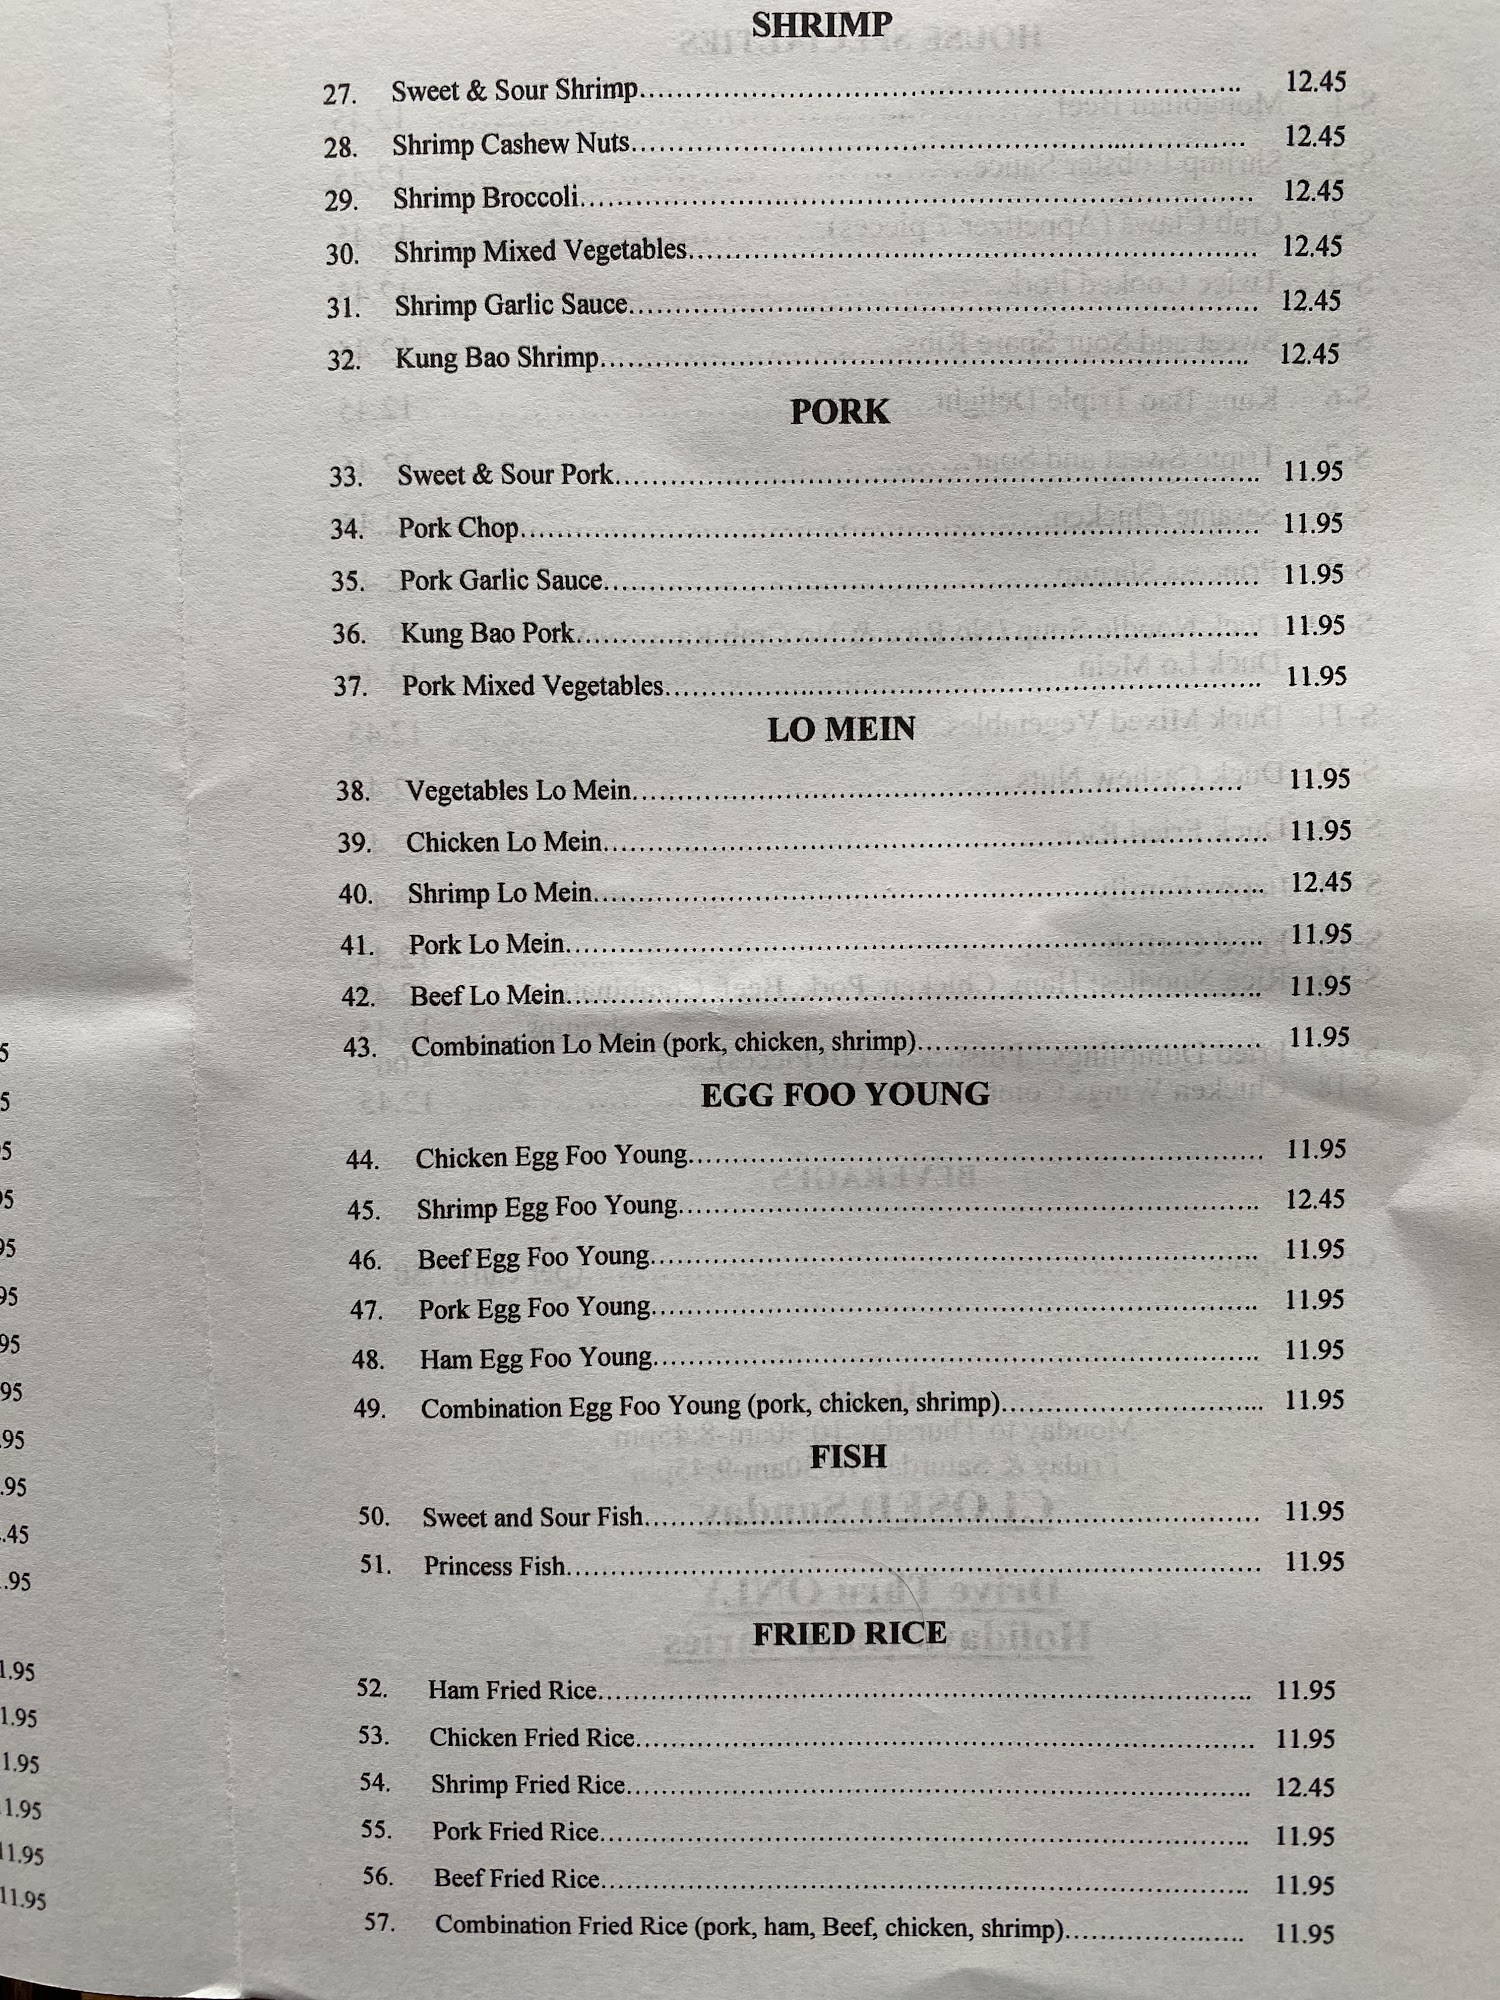 SHRIMP
27. Sweet & Sour Shrimp 12.45
28. Shrimp Cashew Nuts 12.45
29. Shrimp Broccoli 12.45
30. Shrimp Mixed Vegetables 12.45
31. Shrimp Garlic Sauce 12.45
32. Kung Bao Shrimp 12.45
PORK
33. Sweet & Sour Pork 11.95
34. Pork Chop 11.95
35. Pork Garlic Sauce 11.95
36. Kung Bao Pork 11.95
37. Pork Mixed Vegetables 11.95
LO MEIN
38. Vegetables Lo Mein 11.95
39. Chicken Lo Mein 11.95
40. Shrimp Lo Mein 12.45
41. Pork Lo Mein 11.95
42. Beef Lo Mein 11.95
43. Combination Lo Mein (pork, chicken, shrimp) 11.95
EGG FOO YOUNG
44. Chicken Egg Foo Young 11.95
45. Shrimp Egg Foo Young 12.45
46. Beef Egg Foo Young 11.95
47. Pork Egg Foo Young 11.95
48. Ham Egg Foo Young 11.95
49. Combination Egg Foo Young (pork, chicken, shrimp) 11.95
FISH
50. Sweet and Sour Fish 11.95
51. Princess Fish 11.95
FRIED RICE
52. Ham Fried Rice 11.95
53. Chicken Fried Rice 11.95
54. Shrimp Fried Rice 12.45
55. Pork Fried Rice 11.95
56. Beef Fried Rice 11.95
57. Combination Fried Rice (pork, ham, Beef, chicken, shrimp) 11.95